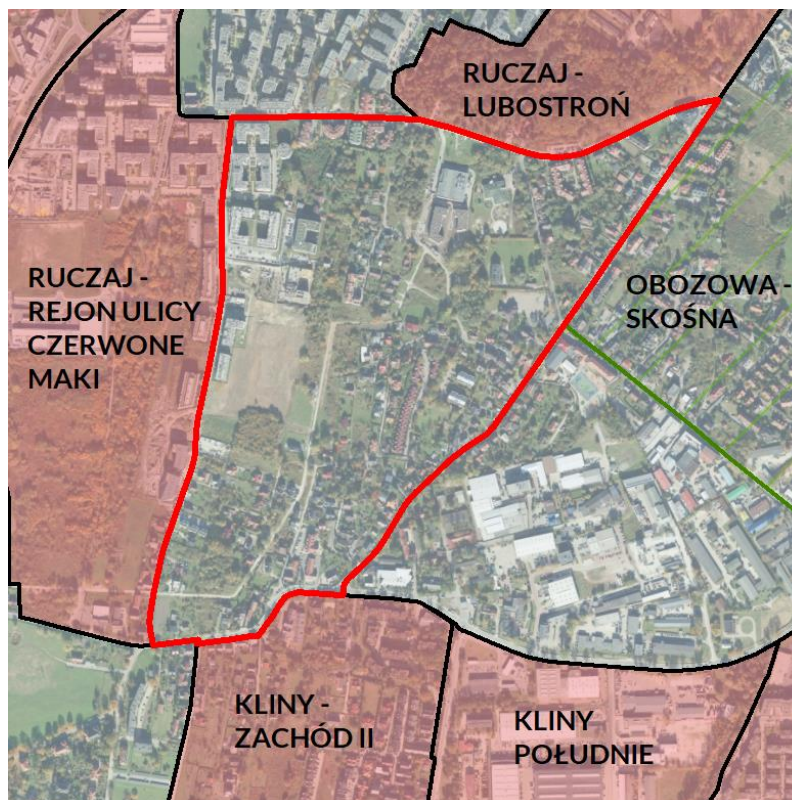 RUCZAJ -
LUBOSTROŃ
RUCZAJ -
REJON ULICY
CZERWONE
MAKI
OBOZOWA -
SKOŚNA
KLINY -
ZACHÓD II
KLINY
POŁUDNIE